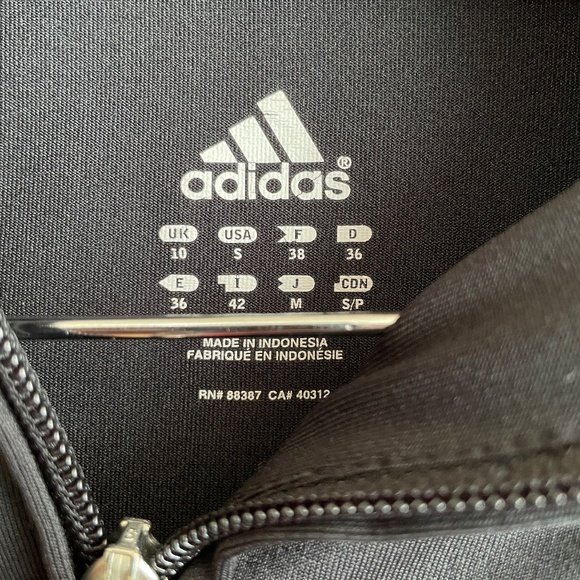 adidas®
UK USA F D
10 S 38 36
E I J CDN
36 42 M S/P
MADE IN INDONESIA
FABRIQUÉ EN INDONÉSIE
RN# 88387 CA# 40312